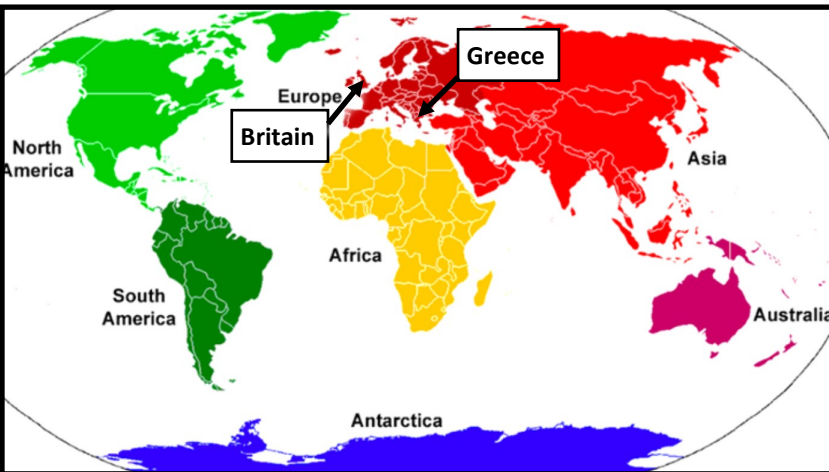 Greece
Europe
Britain
North
America
Asia
Africa
South
America
Australia
Antarctica